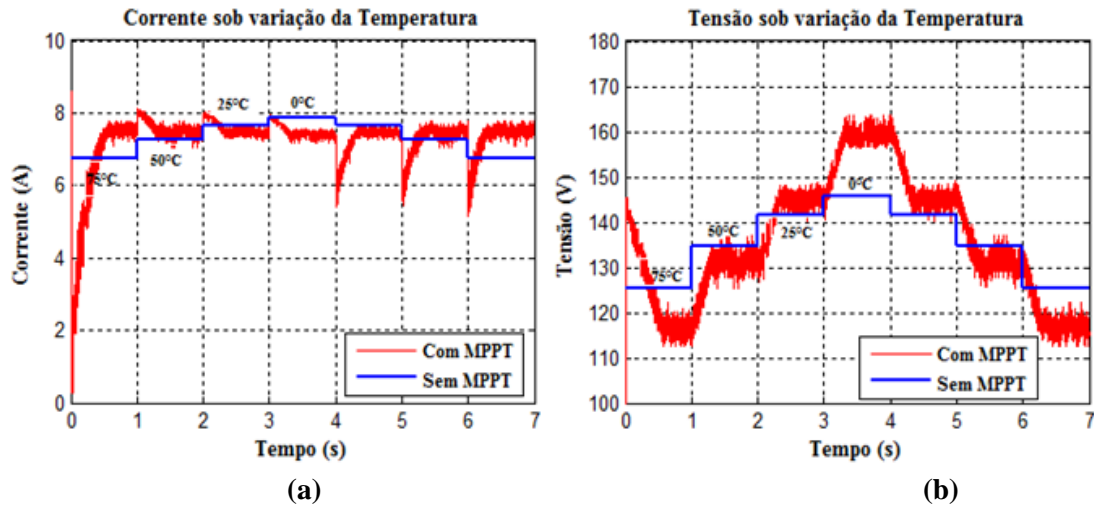 Corrente sob variação da Temperatura
Corrente (A)
10
8
6
4
2
0
75°C
50°C
25°C
0°C
Com MPPT
Sem MPPT
0 1 2 3 4 5 6 7
Tempo (s)
(a)
Tensão sob variação da Temperatura
Tensão (V)
180
170
160
150
140
130
120
110
100
75°C
50°C
25°C
0°C
Com MPPT
Sem MPPT
0 1 2 3 4 5 6 7
Tempo (s)
(b)